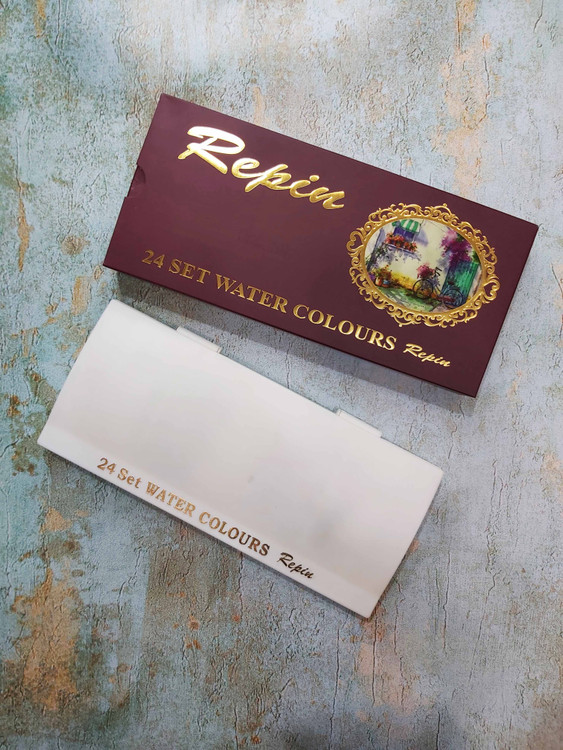 Repin
24 SET WATER COLOURS Repin
24 Set WATER COLOURS Repin